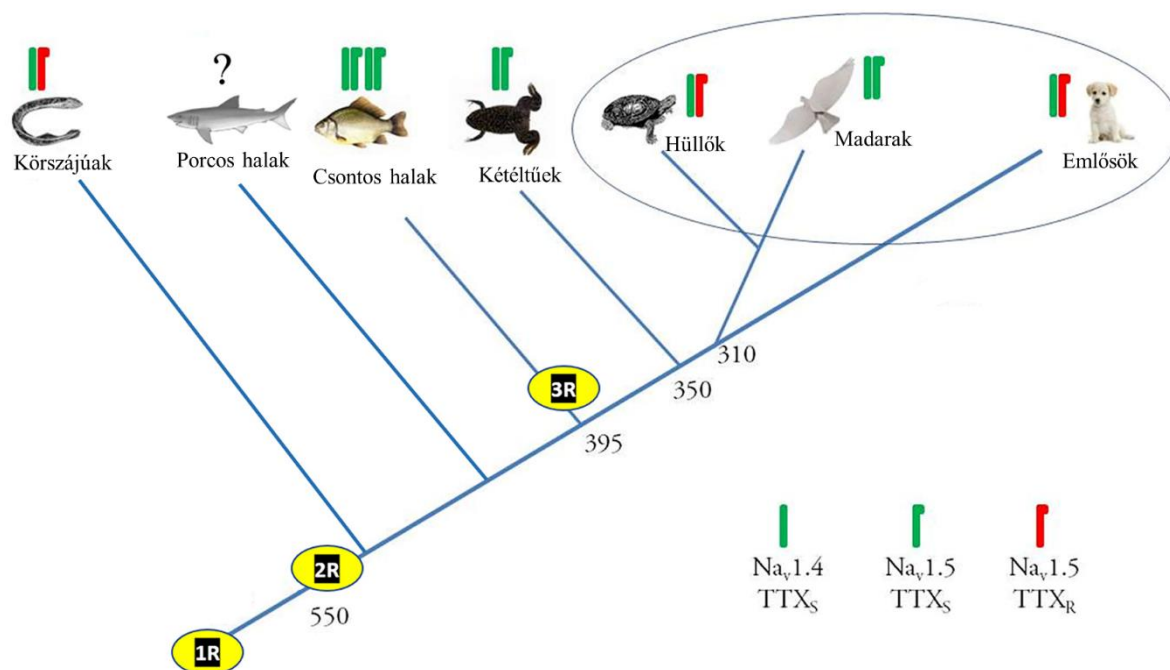 ?
Körszájúak
Porcos halak
Csontos halak
Kétéltűek
Hüllők
Madarak
Emlősök
310
350
3R
395
2R
550
1R
Naᵥ1.4
TTXₛ
Naᵥ1.5
TTXₛ
Naᵥ1.5
TTX_R